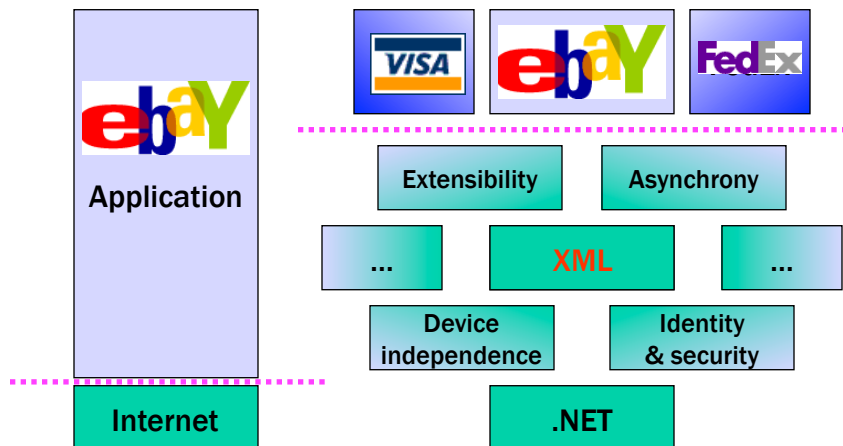 ebaY
Application
Internet
VISA
ebaY
FedEx
Extensibility
Asynchrony
...
XML
...
Device
independence
Identity
& security
.NET